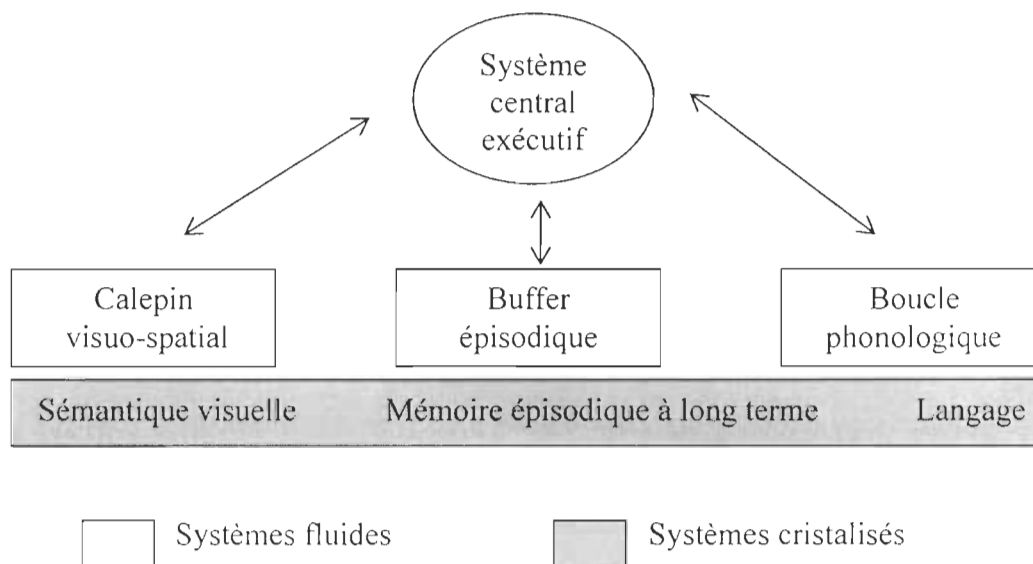 Système
central
exécutif
Calepin
visuo-spatial
Buffer
épisodique
Boucle
phonologique
Sémantique visuelle Mémoire épisodique à long terme Langage
Systèmes fluides Systèmes cristalisés